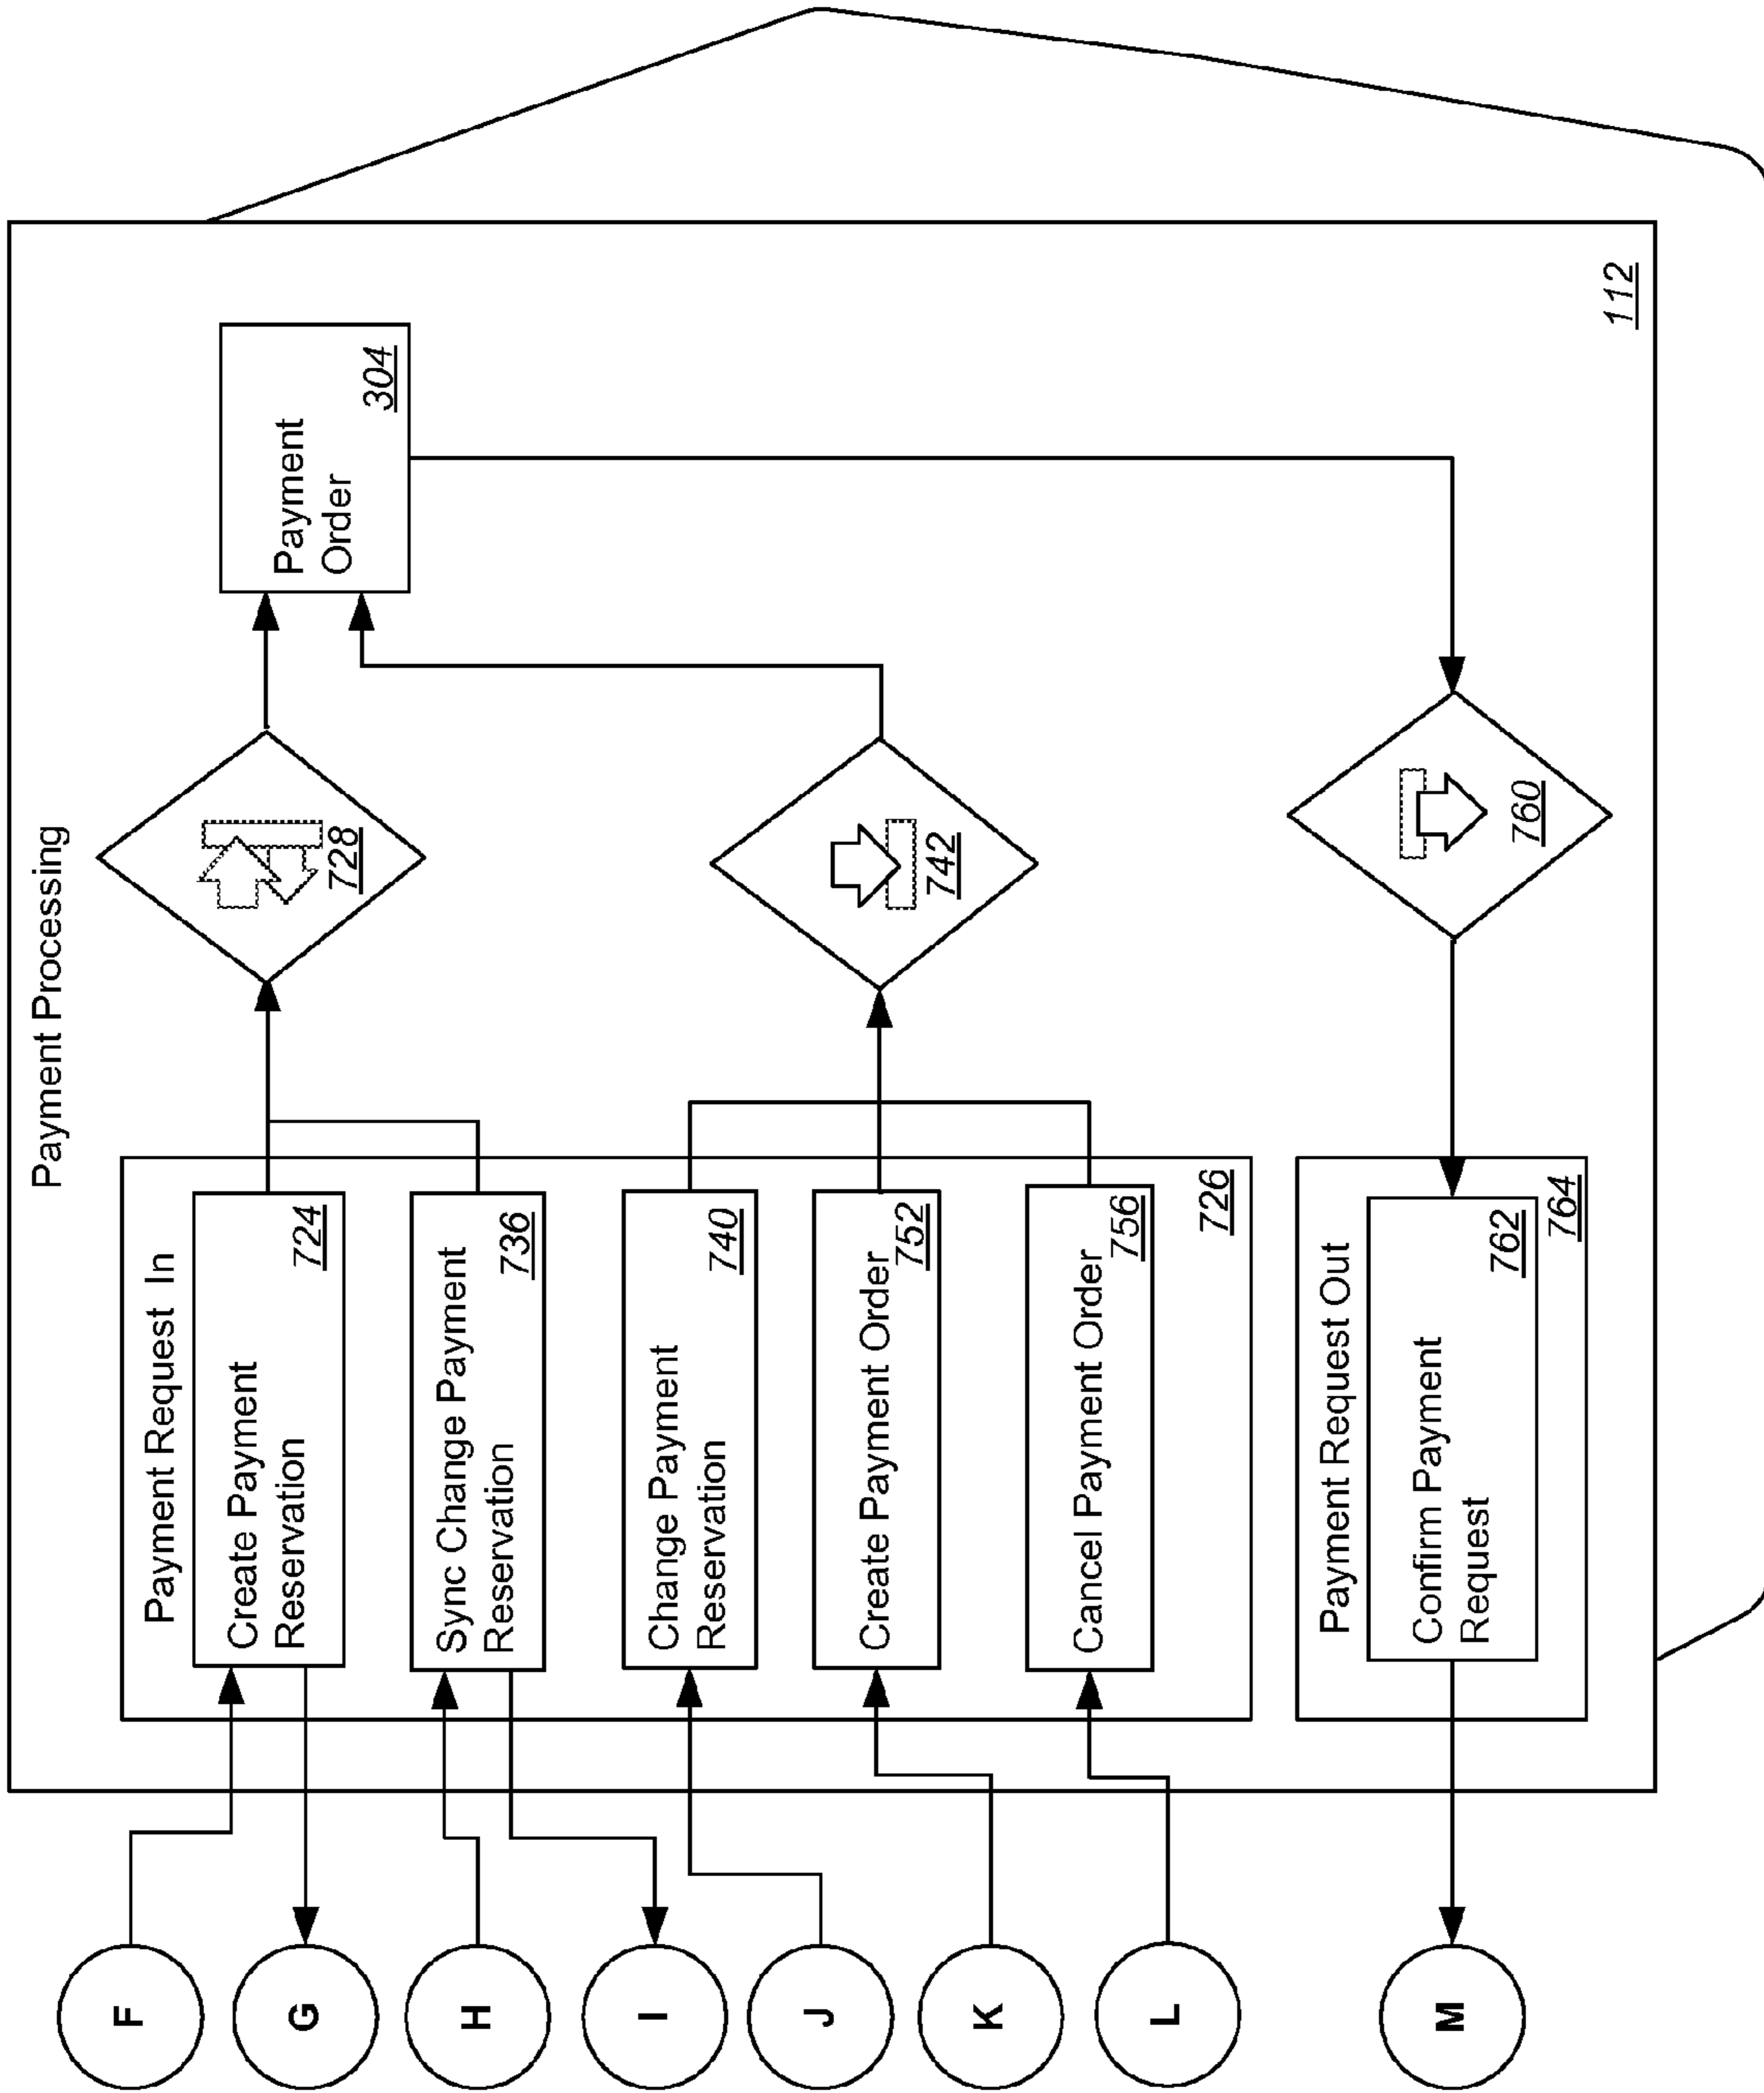 Payment Processing
F
G
H
I
J
K
L
M
Payment Request In
Create Payment
Reservation
724
Sync Change Payment
Reservation
736
Change Payment
Reservation
740
Create Payment Order
752
Cancel Payment Order
756
726
728
742
Payment
Order
304
Payment Request Out
Confirm Payment
Request
762
764
760
112